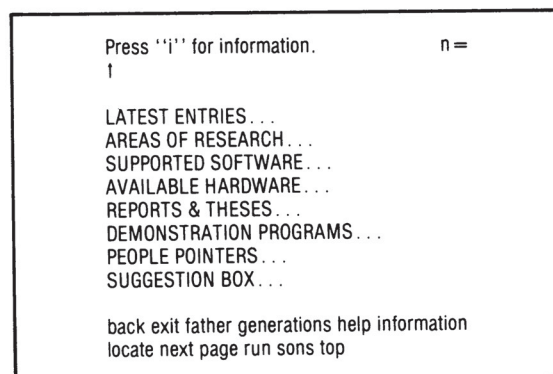 Press ‘‘i’’ for information. n=
↑
LATEST ENTRIES...
AREAS OF RESEARCH...
SUPPORTED SOFTWARE...
AVAILABLE HARDWARE...
REPORTS & THESES...
DEMONSTRATION PROGRAMS...
PEOPLE POINTERS...
SUGGESTION BOX...
back exit father generations help information
locate next page run sons top